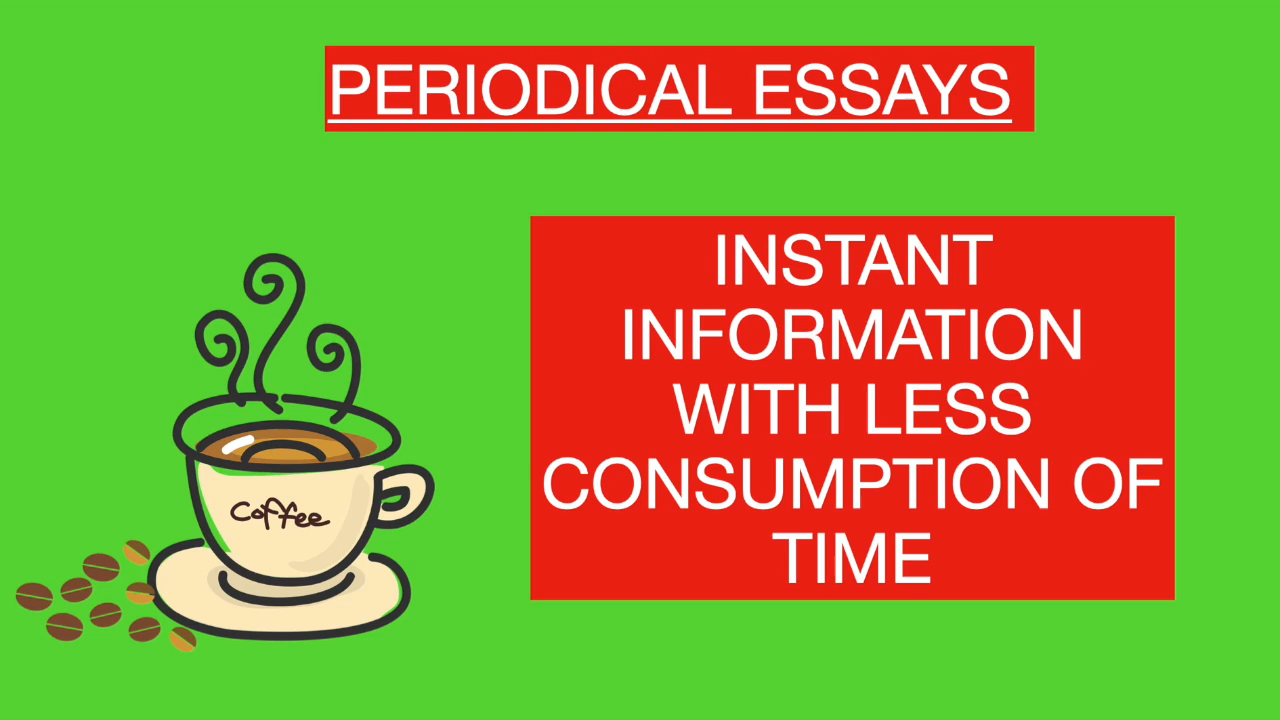 PERIODICAL ESSAYS
INSTANT
INFORMATION
WITH LESS
CONSUMPTION OF
TIME
Coffee